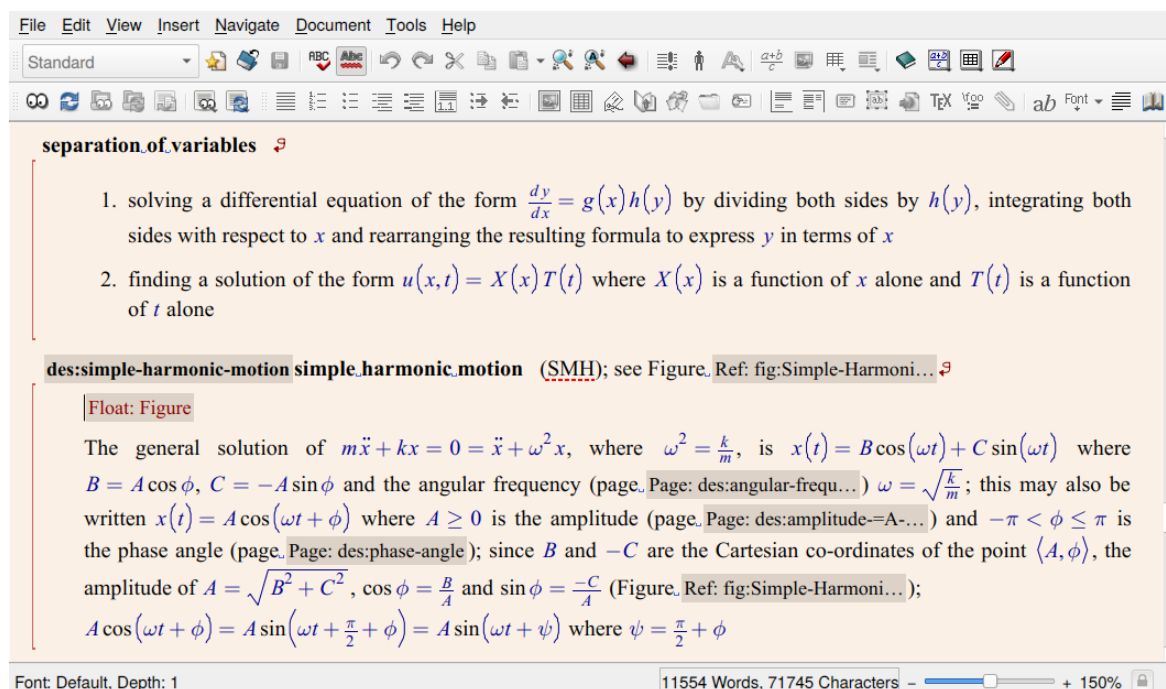 File Edit View Insert Navigate Document Tools Help
Standard
separation of variables
1. solving a differential equation of the form dy/dx = g(x)h(y) by dividing both sides by h(y), integrating both
sides with respect to x and rearranging the resulting formula to express y in terms of x
2. finding a solution of the form u(x,t) = X(x)T(t) where X(x) is a function of x alone and T(t) is a function
of t alone
des:simple-harmonic-motion simple harmonic motion (SMH); see Figure Ref: fig:Simple-Harmoni…
Float: Figure
The general solution of mẍ + kx = 0 = ẍ + ω²x, where ω² = k/m, is x(t) = B cos(ωt) + C sin(ωt) where
B = A cos ϕ, C = −A sin ϕ and the angular frequency (page Page: des:angular-frequ… ) ω = √(k/m); this may also be
written x(t) = A cos(ωt + ϕ) where A ≥ 0 is the amplitude (page Page: des:amplitude-=A-… ) and −π < ϕ ≤ π is
the phase angle (page Page: des:phase-angle ); since B and −C are the Cartesian co-ordinates of the point ⟨A, ϕ⟩, the
amplitude of A = √(B² + C²), cos ϕ = B/A and sin ϕ = −C/A (Figure Ref: fig:Simple-Harmoni… );
A cos(ωt + ϕ) = A sin(ωt + π/2 + ϕ) = A sin(ωt + ψ) where ψ = π/2 + ϕ
Font: Default, Depth: 1 11554 Words, 71745 Characters − + 150%